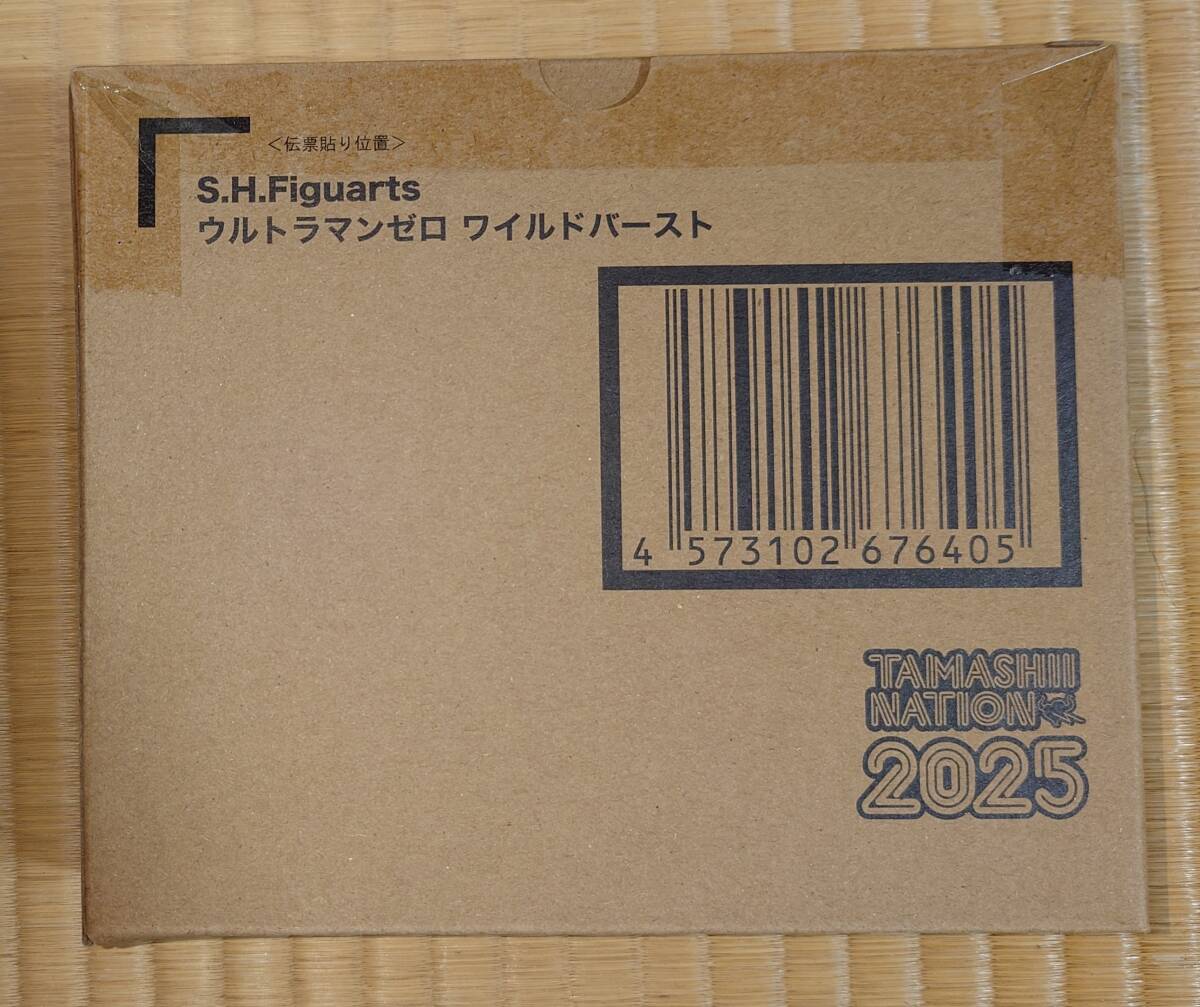 ＜伝票貼り位置＞
S.H.Figuarts
ウルトラマンゼロ ワイルドバースト
4 573102 676405
TAMASHIII
NATION
2025